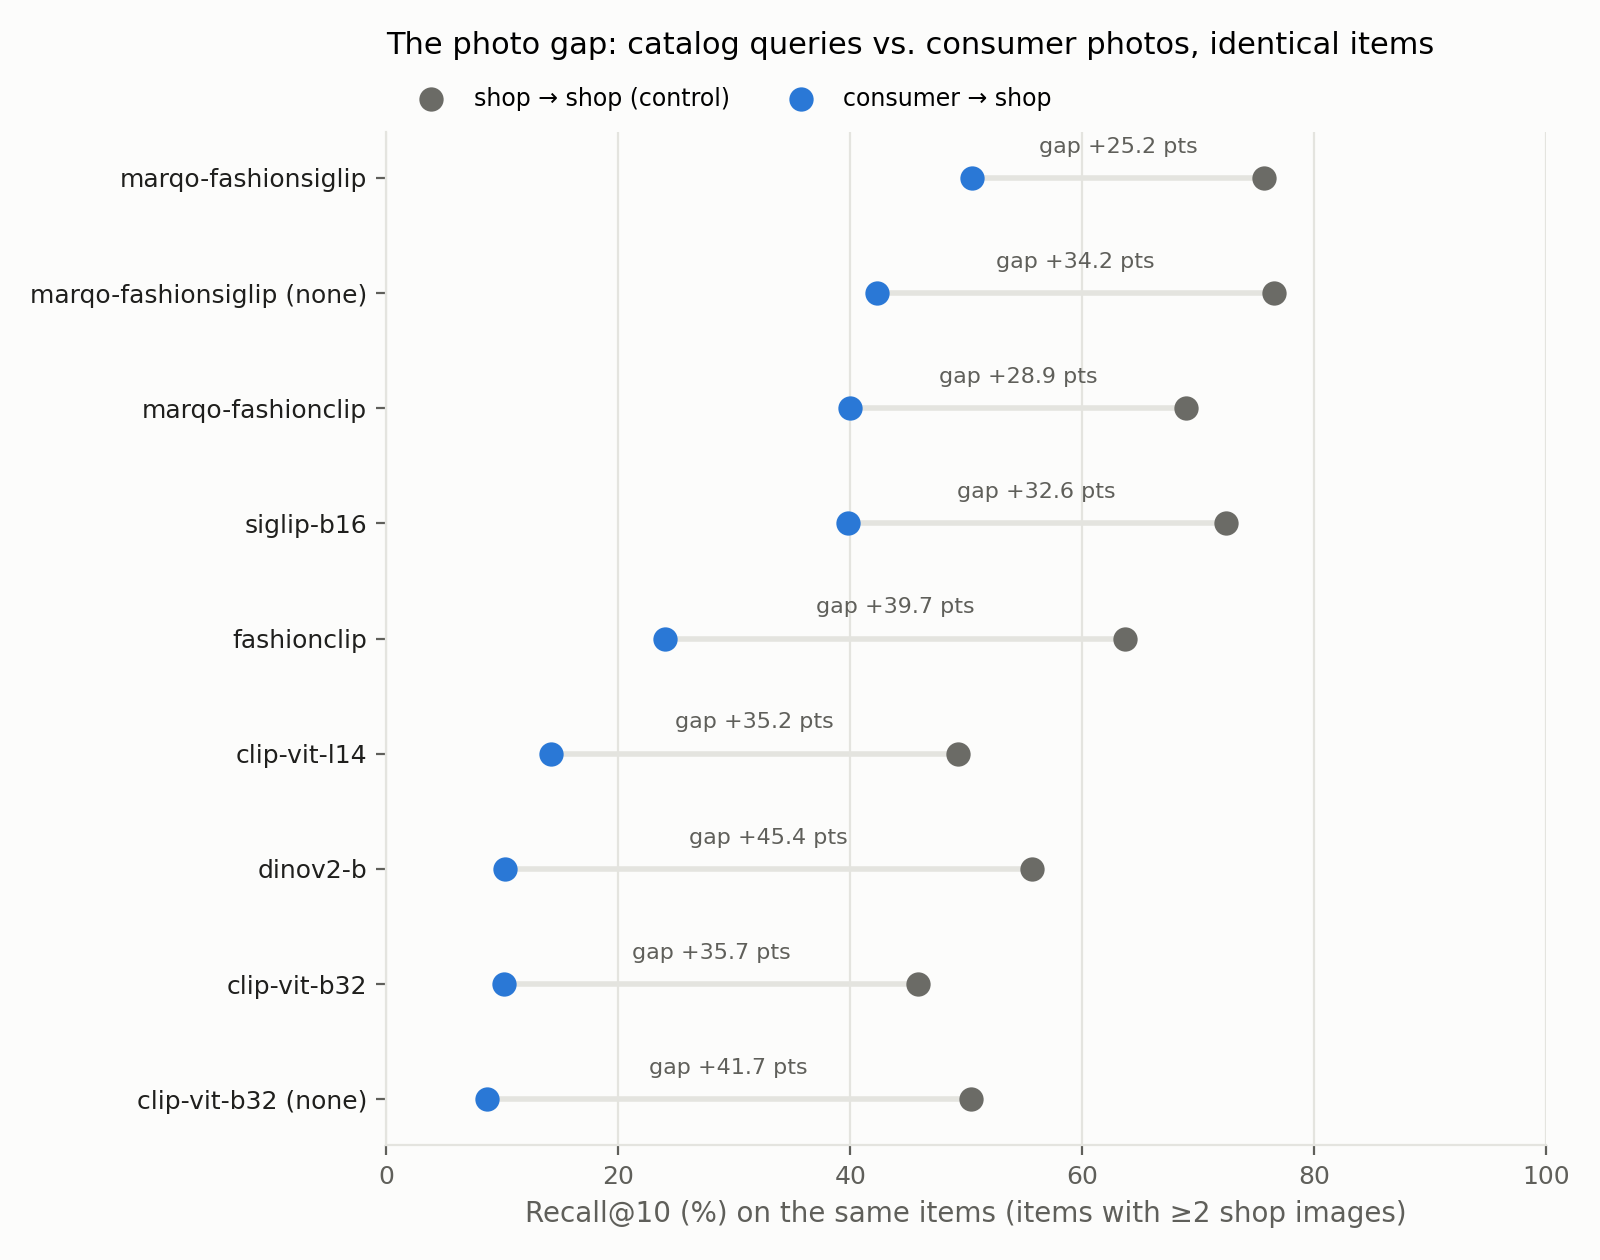 The photo gap: catalog queries vs. consumer photos, identical items
shop → shop (control)
consumer → shop
gap +25.2 pts
marqo-fashionsiglip
gap +34.2 pts
marqo-fashionsiglip (none)
gap +28.9 pts
marqo-fashionclip
gap +32.6 pts
siglip-b16
gap +39.7 pts
fashionclip
gap +35.2 pts
clip-vit-l14
gap +45.4 pts
dinov2-b
gap +35.7 pts
clip-vit-b32
gap +41.7 pts
clip-vit-b32 (none)
0 20 40 60 80 100
Recall@10 (%) on the same items (items with ≥2 shop images)